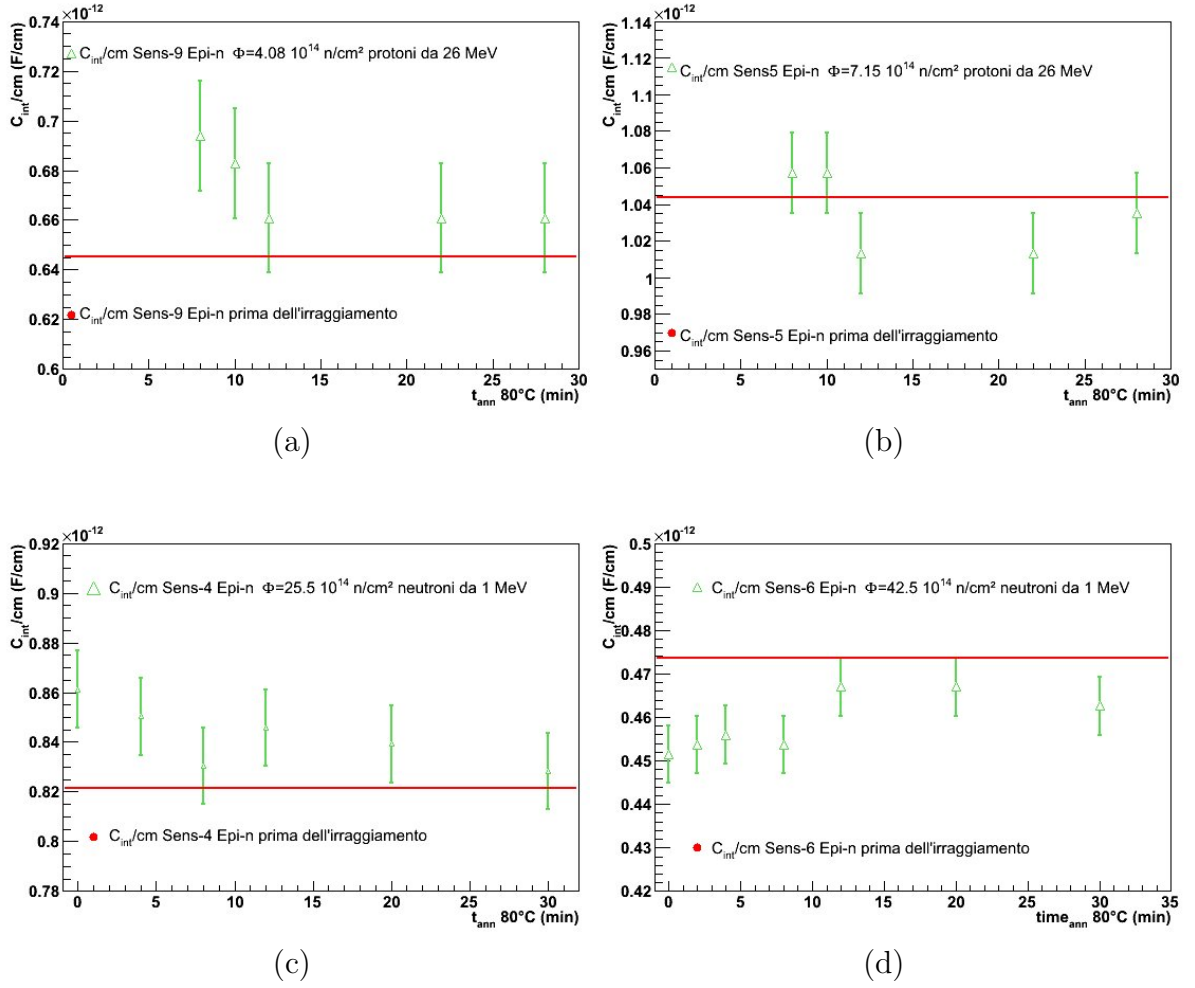 ×10⁻¹²
0.74
0.72
0.7
0.68
0.66
0.64
0.62
0.6
C_int/cm (F/cm)
C_int/cm Sens-9 Epi-n Φ=4.08 10¹⁴ n/cm² protoni da 26 MeV
C_int/cm Sens-9 Epi-n prima dell'irraggiamento
0 5 10 15 20 25 30
t_ann 80°C (min)
(a)
×10⁻¹²
1.14
1.12
1.1
1.08
1.06
1.04
1.02
1
0.98
0.96
C_int/cm (F/cm)
C_int/cm Sens5 Epi-n Φ=7.15 10¹⁴ n/cm² protoni da 26 MeV
C_int/cm Sens-5 Epi-n prima dell'irraggiamento
0 5 10 15 20 25 30
t_ann 80°C (min)
(b)
×10⁻¹²
0.92
0.9
0.88
0.86
0.84
0.82
0.8
0.78
C_int/cm (F/cm)
C_int/cm Sens-4 Epi-n Φ=25.5 10¹⁴ n/cm² neutroni da 1 MeV
C_int/cm Sens-4 Epi-n prima dell'irraggiamento
0 5 10 15 20 25 30
t_ann 80°C (min)
(c)
×10⁻¹²
0.5
0.49
0.48
0.47
0.46
0.45
0.44
0.43
0.42
C_int/cm (F/cm)
C_int/cm Sens-6 Epi-n Φ=42.5 10¹⁴ n/cm² neutroni da 1 MeV
C_int/cm Sens-6 Epi-n prima dell'irraggiamento
0 5 10 15 20 25 30 35
time_ann 80°C (min)
(d)